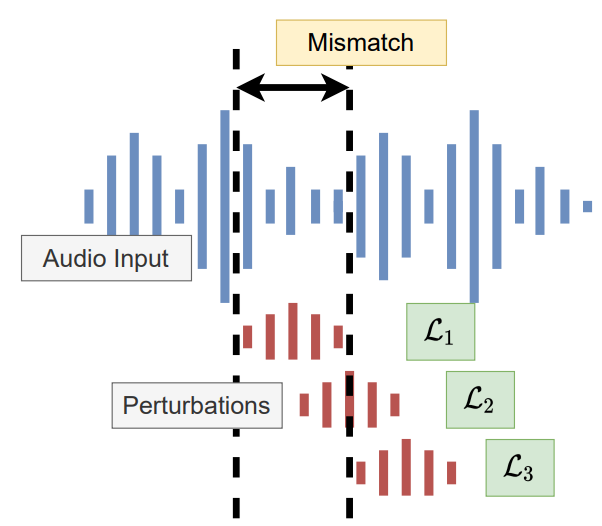 Mismatch
Audio Input
ℒ₁
Perturbations
ℒ₂
ℒ₃